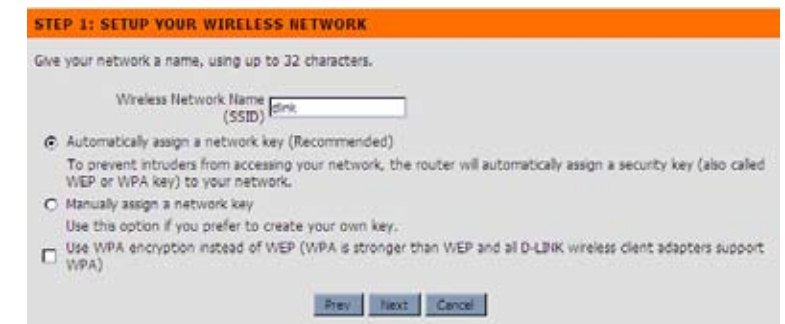 STEP 1: SETUP YOUR WIRELESS NETWORK
Give your network a name, using up to 32 characters.
Wireless Network Name
(SSID) dlink
Automatically assign a network key (Recommended)
To prevent intruders from accessing your network, the router will automatically assign a security key (also called
WEP or WPA key) to your network.
Manually assign a network key
Use this option if you prefer to create your own key.
Use WPA encryption instead of WEP (WPA is stronger than WEP and all D-LINK wireless client adapters support
WPA)
Prev Next Cancel